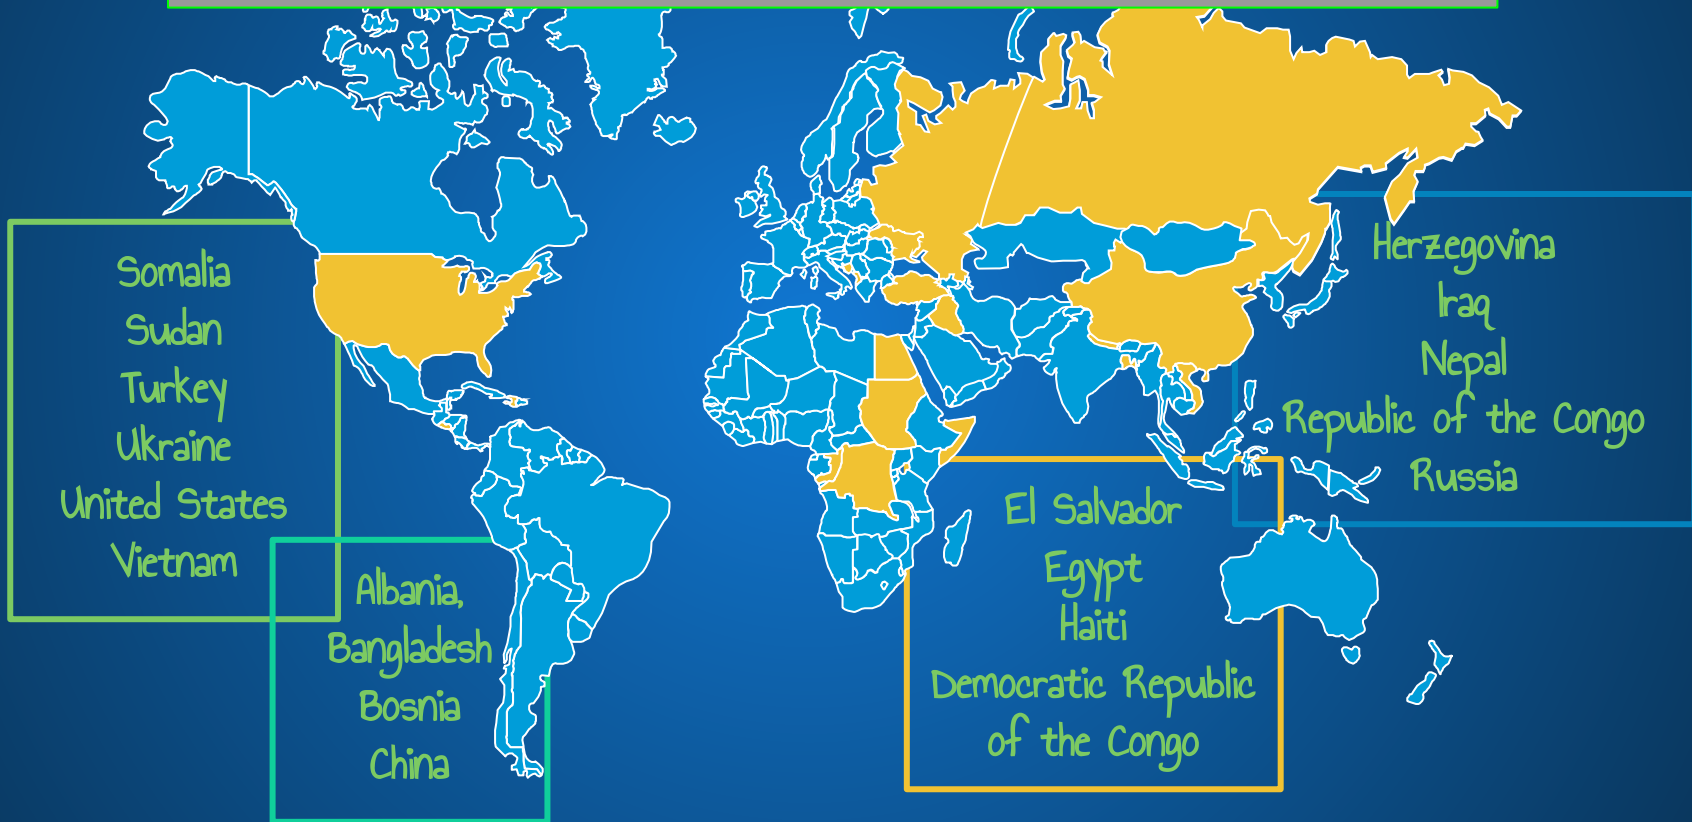 Somalia
Sudan
Turkey
Ukraine
United States
Vietnam
Albania,
Bangladesh
Bosnia
China
El Salvador
Egypt
Haiti
Democratic Republic
of the Congo
Herzegovina
Iraq
Nepal
Republic of the Congo
Russia